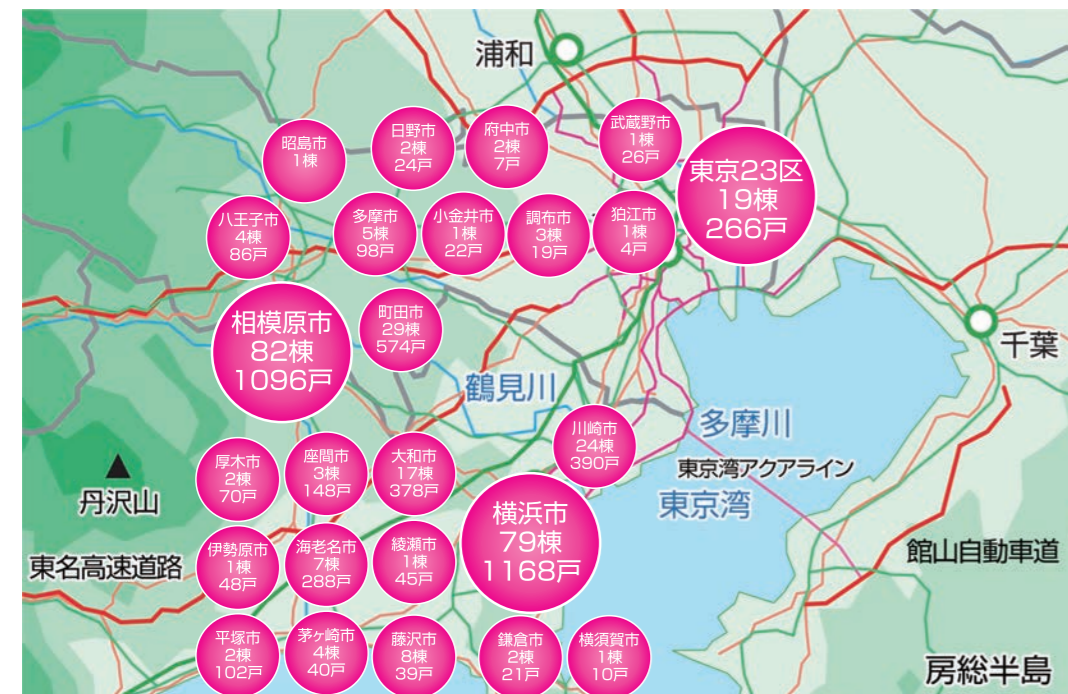 浦和
昭島市
1棟
日野市
2棟
24戸
府中市
2棟
7戸
武蔵野市
1棟
26戸
東京23区
19棟
266戸
八王子市
4棟
86戸
多摩市
5棟
98戸
小金井市
1棟
22戸
調布市
3棟
19戸
狛江市
1棟
4戸
相模原市
82棟
1096戸
町田市
29棟
574戸
千葉
鶴見川
川崎市
24棟
390戸
多摩川
東京湾アクアライン
東京湾
丹沢山
厚木市
2棟
70戸
座間市
3棟
148戸
大和市
17棟
378戸
横浜市
79棟
1168戸
東名高速道路
伊勢原市
1棟
48戸
海老名市
7棟
288戸
綾瀬市
1棟
45戸
館山自動車道
平塚市
2棟
102戸
茅ヶ崎市
4棟
40戸
藤沢市
8棟
39戸
鎌倉市
2棟
21戸
横須賀市
1棟
10戸
房総半島